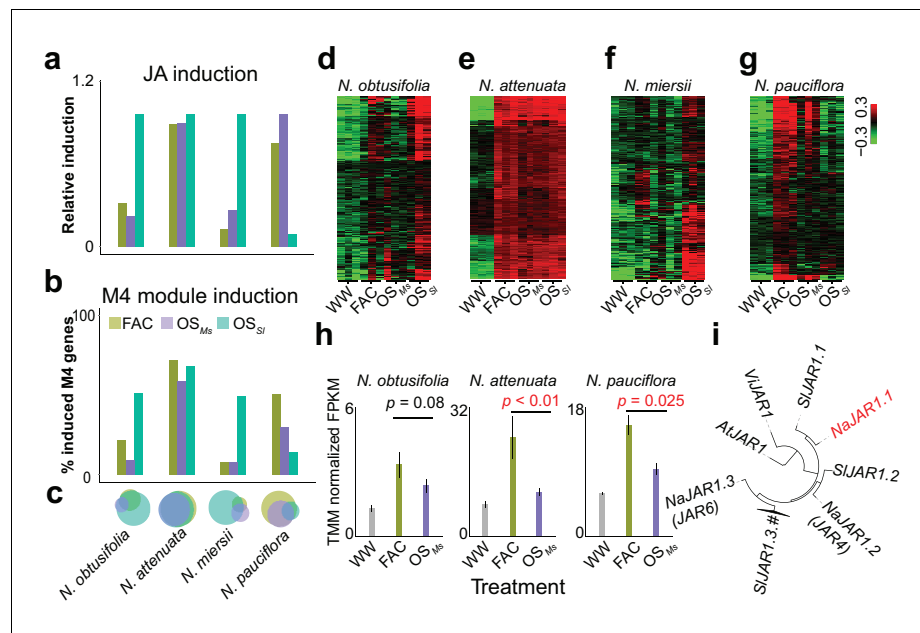 a
JA induction
1.2
Relative induction
0
b
M4 module induction
100
FAC OSMs OSSl
% induced M4 genes
0
c
N. obtusifolia
N. attenuata
N. miersii
N. pauciflora
d
N. obtusifolia
WW FAC OSMs OSSl
e
N. attenuata
WW FAC OSMs OSSl
f
N. miersii
WW FAC OSMs OSSl
g
N. pauciflora
WW FAC OSMs OSSl
0.3
−0.3
h
N. obtusifolia
p = 0.08
6
TMM normalized FPKM
0
WW FAC OSMs
N. attenuata
p < 0.01
32
0
WW FAC OSMs
N. pauciflora
p = 0.025
18
0
WW FAC OSMs
Treatment
i
SlJAR1.1
NaJAR1.1
SlJAR1.2
NaJAR1.2
(JAR4)
SlJAR1.3.#
NaJAR1.3
(JAR6)
AtJAR1
ViJAR1